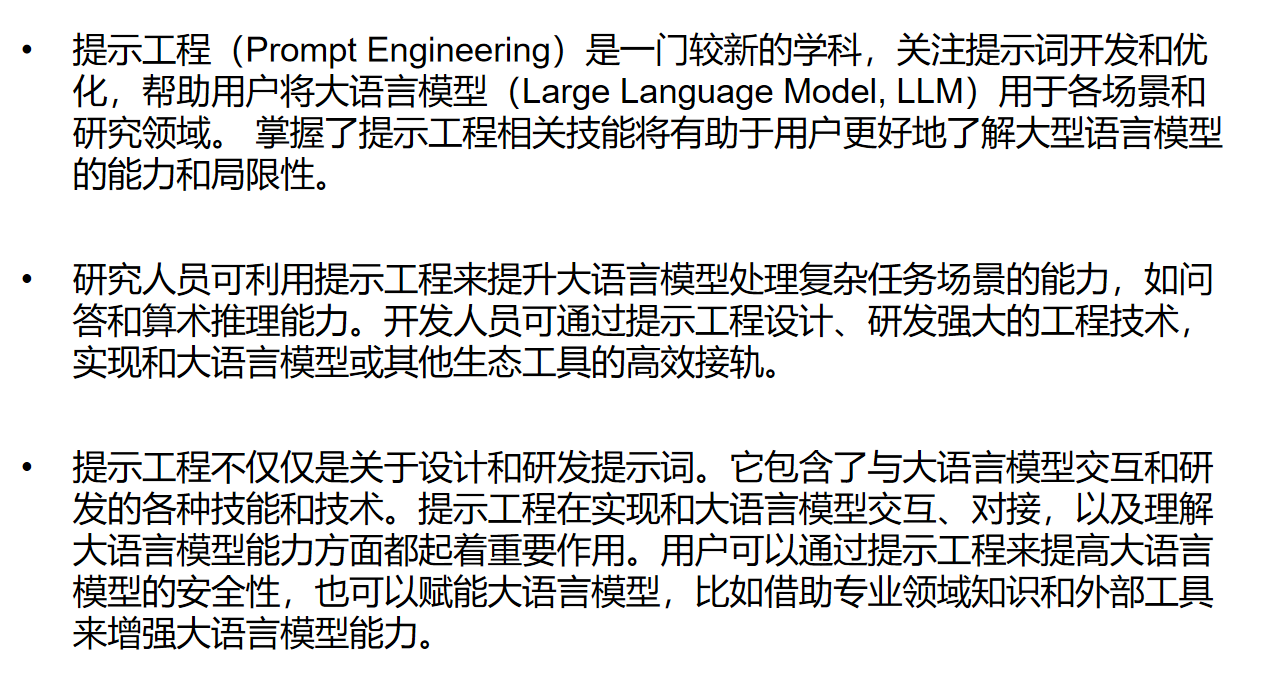 • 提示工程（Prompt Engineering）是一门较新的学科，关注提示词开发和优
化，帮助用户将大语言模型（Large Language Model, LLM）用于各场景和
研究领域。 掌握了提示工程相关技能将有助于用户更好地了解大型语言模型
的能力和局限性。
• 研究人员可利用提示工程来提升大语言模型处理复杂任务场景的能力，如问
答和算术推理能力。开发人员可通过提示工程设计、研发强大的工程技术，
实现和大语言模型或其他生态工具的高效接轨。
• 提示工程不仅仅是关于设计和研发提示词。它包含了与大语言模型交互和研
发的各种技能和技术。提示工程在实现和大语言模型交互、对接，以及理解
大语言模型能力方面都起着重要作用。用户可以通过提示工程来提高大语言
模型的安全性，也可以赋能大语言模型，比如借助专业领域知识和外部工具
来增强大语言模型能力。